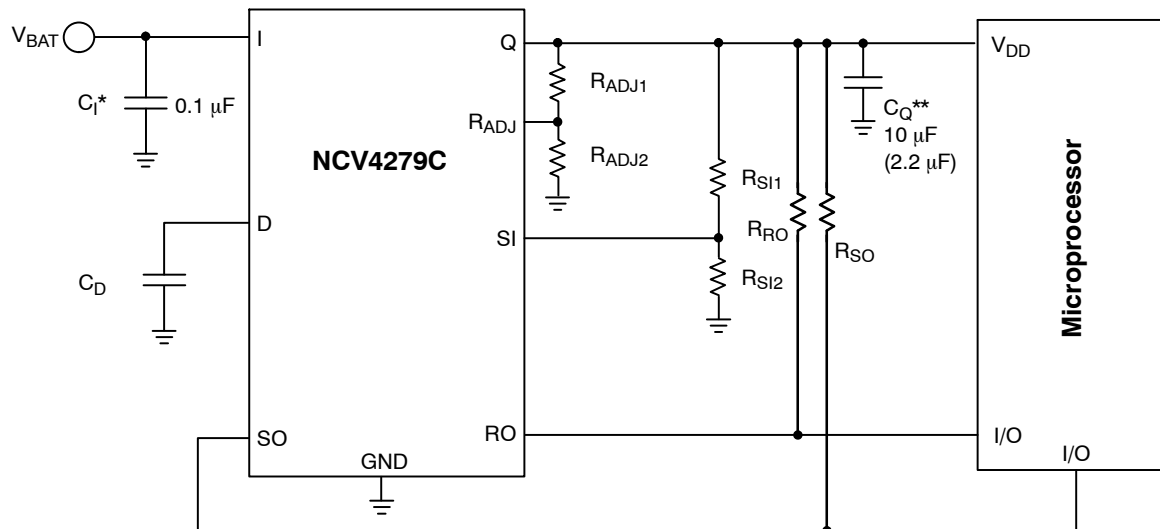 V_BAT
I
C_I*
0.1 μF
NCV4279C
D
C_D
SO
GND
Q
R_ADJ
SI
RO
R_ADJ1
R_ADJ2
R_SI1
R_SI2
R_RO
R_SO
C_Q**
10 μF
(2.2 μF)
V_DD
Microprocessor
I/O
I/O